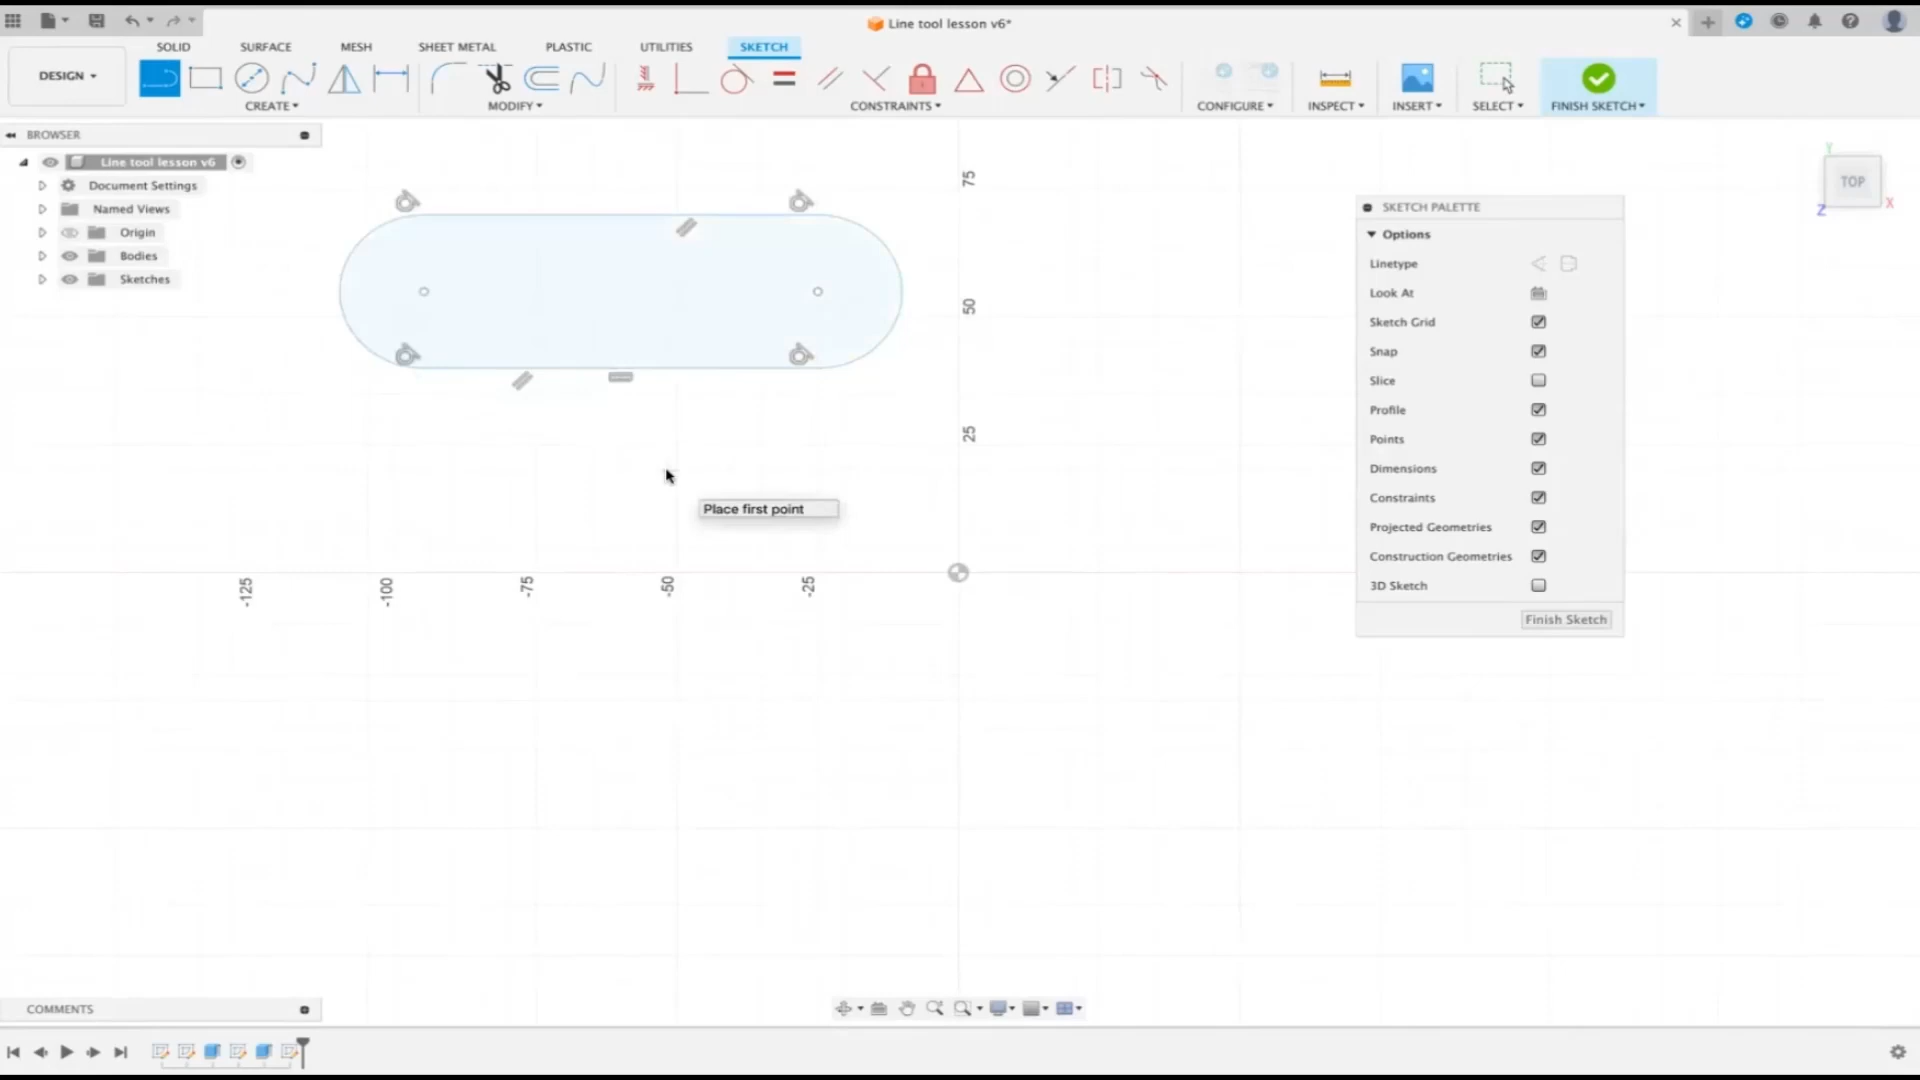 Line tool lesson v6*
SOLID
SURFACE
MESH
SHEET METAL
PLASTIC
UTILITIES
SKETCH
DESIGN
CREATE
MODIFY
CONSTRAINTS
CONFIGURE
INSPECT
INSERT
SELECT
FINISH SKETCH
BROWSER
Line tool lesson v6
Document Settings
Named Views
Origin
Bodies
Sketches
75
50
25
-125
-100
-75
-50
-25
Place first point
TOP
Y
X
Z
SKETCH PALETTE
Options
Linetype
Look At
Sketch Grid
Snap
Slice
Profile
Points
Dimensions
Constraints
Projected Geometries
Construction Geometries
3D Sketch
Finish Sketch
COMMENTS